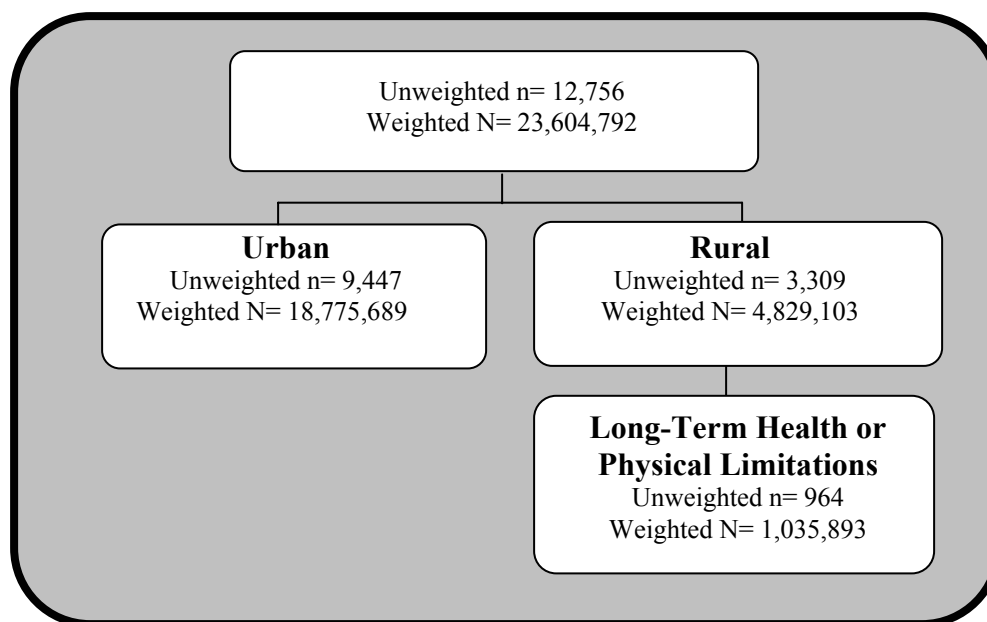 Unweighted n= 12,756
Weighted N= 23,604,792
Urban
Unweighted n= 9,447
Weighted N= 18,775,689
Rural
Unweighted n= 3,309
Weighted N= 4,829,103
Long-Term Health or
Physical Limitations
Unweighted n= 964
Weighted N= 1,035,893